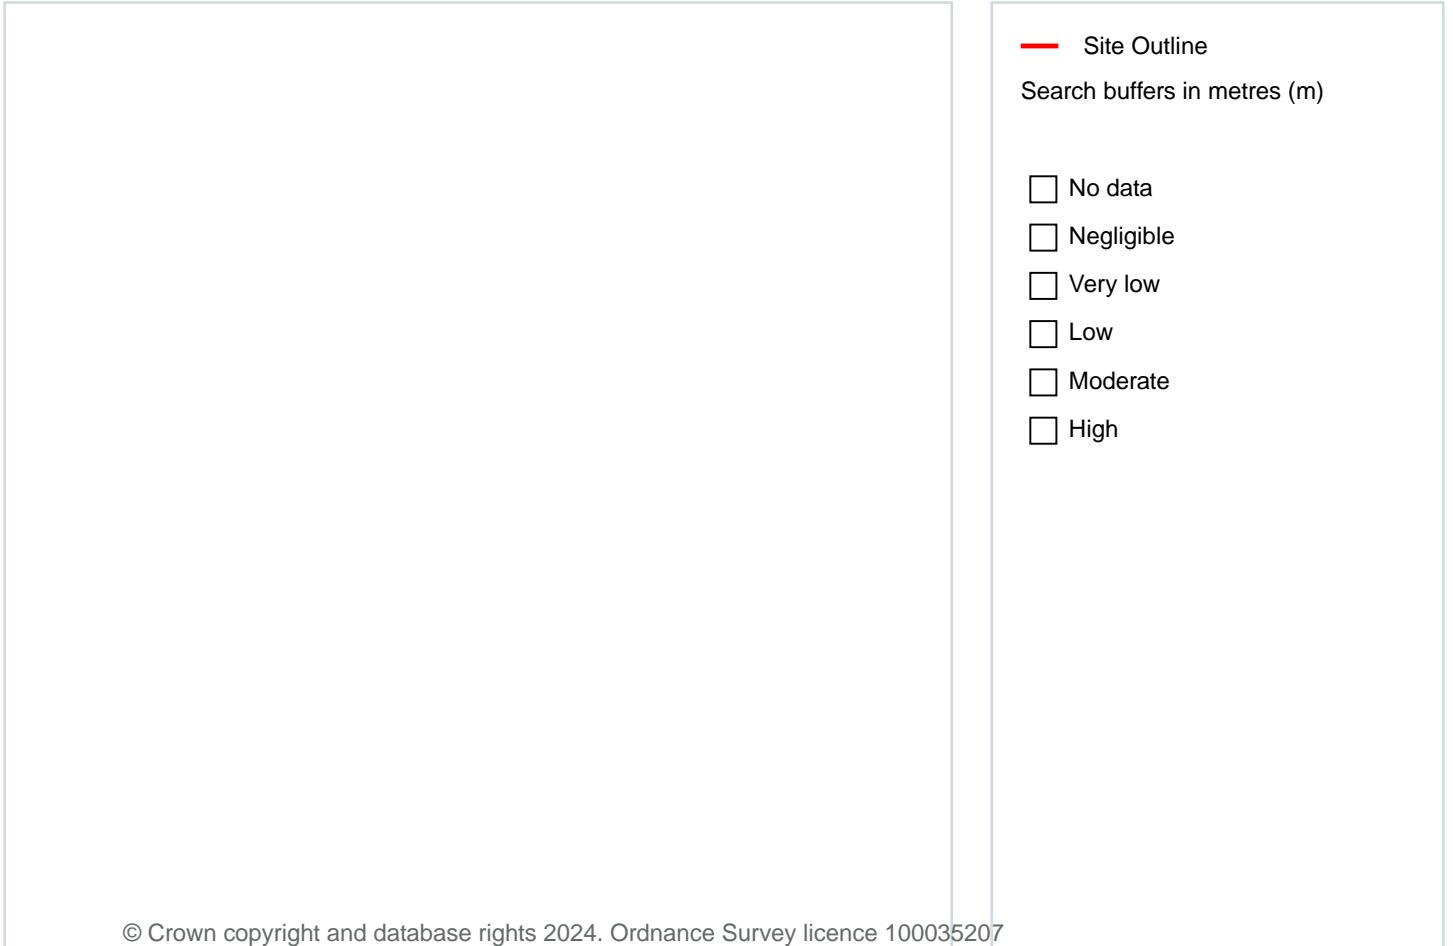 Site Outline
Search buffers in metres (m)
No data
Negligible
Very low
Low
Moderate
High
© Crown copyright and database rights 2024. Ordnance Survey licence 100035207